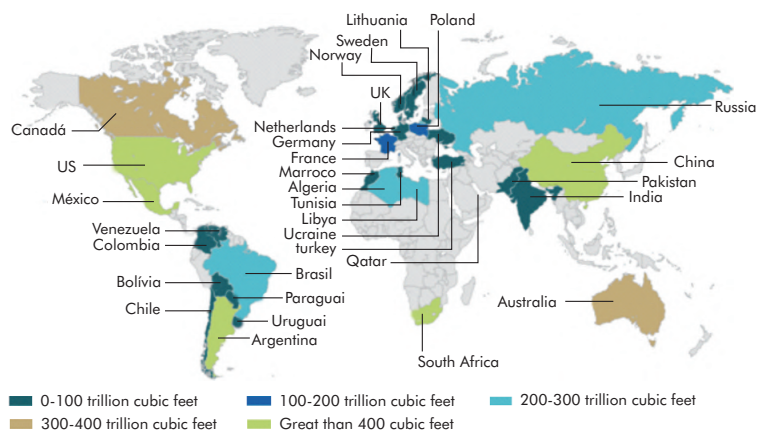 Lithuania
Poland
Sweden
Norway
UK
Canadá
Netherlands
Germany
US
France
Marroco
México
Algeria
Tunisia
Libya
Venezuela
Ucraine
Colombia
turkey
Qatar
Russia
China
Pakistan
India
Bolívia
Brasil
Paraguai
Chile
Uruguai
Argentina
Australia
South Africa
0-100 trillion cubic feet
100-200 trillion cubic feet
200-300 trillion cubic feet
300-400 trillion cubic feet
Great than 400 cubic feet